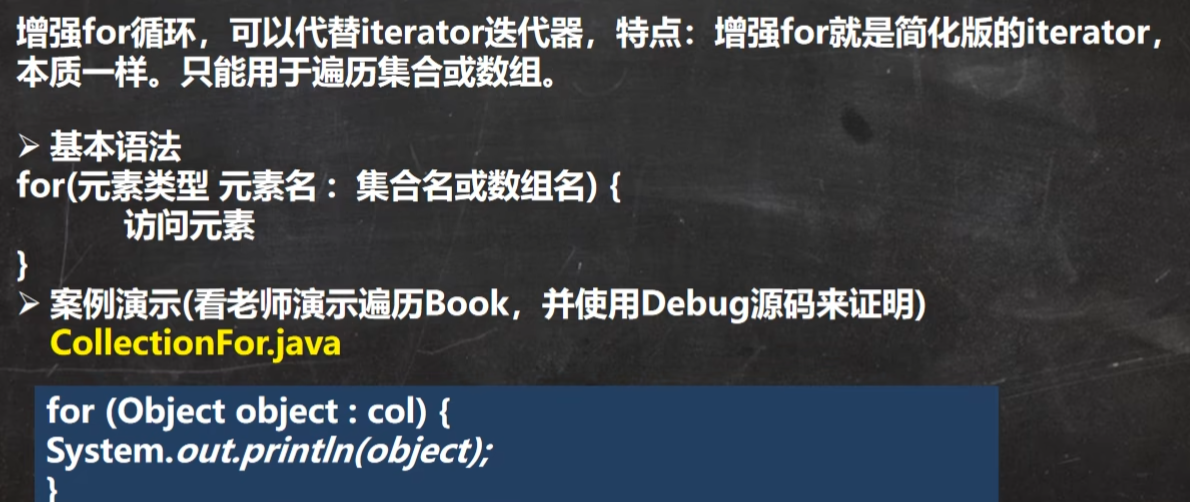 增强for循环，可以代替iterator迭代器，特点：增强for就是简化版的iterator，
本质一样。只能用于遍历集合或数组。
➢ 基本语法
for(元素类型 元素名 ：集合名或数组名) {
访问元素
}
➢ 案例演示(看老师演示遍历Book，并使用Debug源码来证明)
CollectionFor.java
for (Object object : col) {
System.out.println(object);
}